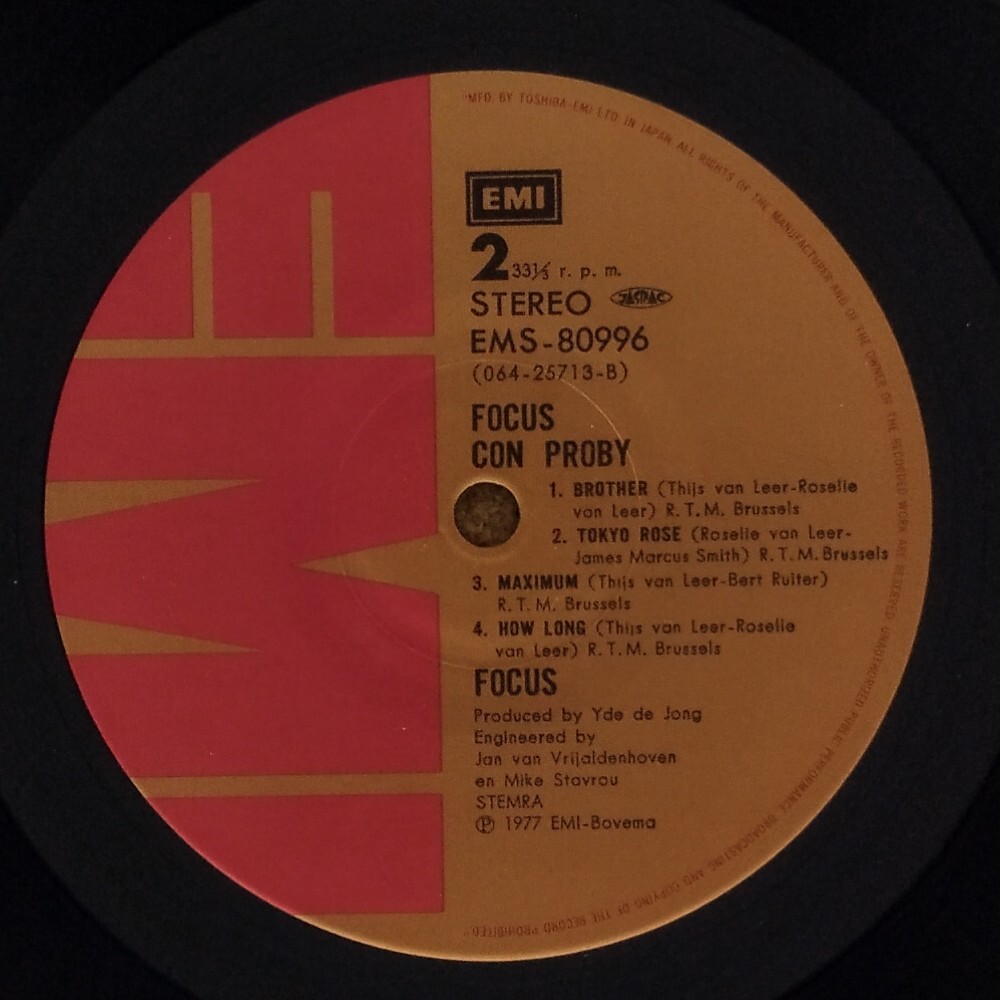 "MFD. BY TOSHIBA-EMI LTD IN JAPAN. ALL RIGHTS OF THE MANUFACTURER AND OF THE OWNER OF THE RECORDED WORK ARE RESERVED. UNAUTHORIZED PUBLIC PERFORMANCE, BROADCASTING AND COPYING OF THE RECORD PROHIBITED."
EMI
EMI
2 33⅓ r. p. m.
STEREO JASRAC
EMS-80996
(064-25713-B)
FOCUS
CON PROBY
1. BROTHER (Thijs van Leer-Roselie
van Leer) R.T.M. Brussels
2. TOKYO ROSE (Roselie van Leer-
James Marcus Smith) R.T.M. Brussels
3. MAXIMUM (Thijs van Leer-Bert Ruiter)
R.T.M. Brussels
4. HOW LONG (Thijs van Leer-Roselie
van Leer) R.T.M. Brussels
FOCUS
Produced by Yde de Jong
Engineered by
Jan van Vrijaldenhoven
en Mike Stavrou
STEMRA
Ⓟ 1977 EMI-Bovema